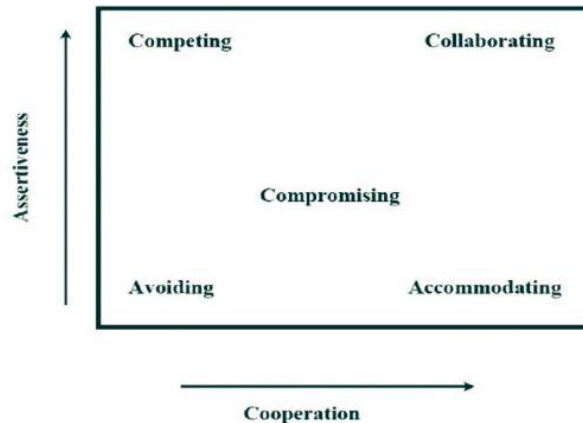 Competing
Collaborating
Assertiveness
Compromising
Avoiding
Accommodating
Cooperation